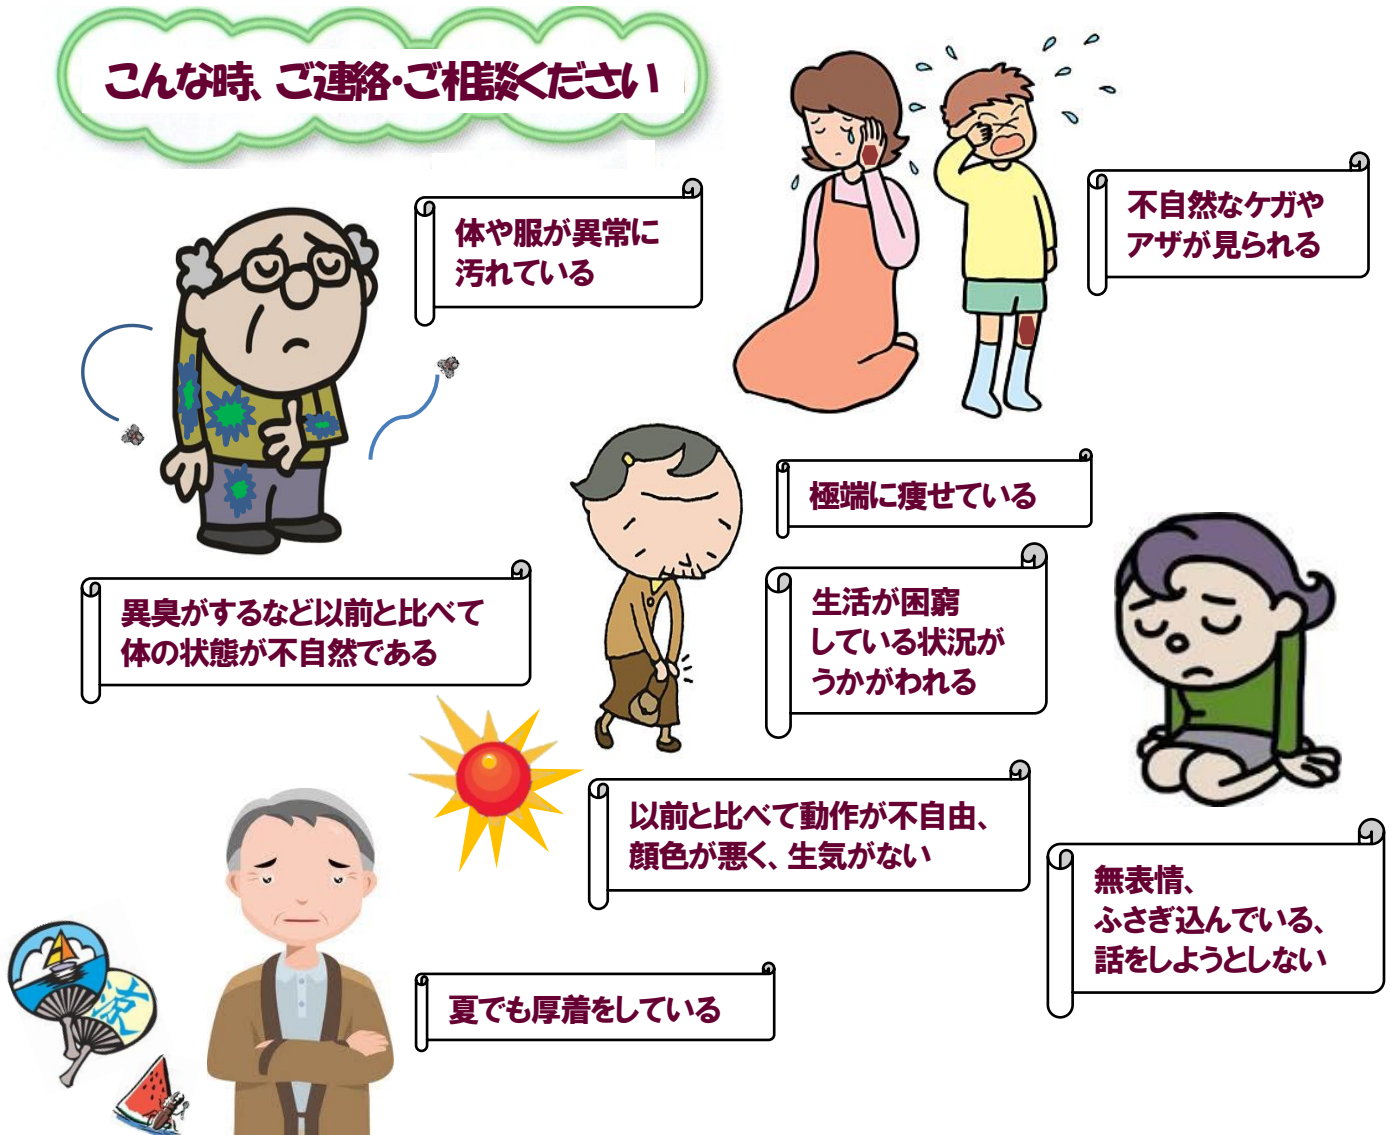 こんな時、ご連絡・ご相談ください
体や服が異常に
汚れている
不自然なケガや
アザが見られる
極端に痩せている
異臭がするなど以前と比べて
体の状態が不自然である
生活が困窮
している状況が
うかがわれる
以前と比べて動作が不自由、
顔色が悪く、生気がない
無表情、
ふさぎ込んでいる、
話をしようとしない
夏でも厚着をしている
涼